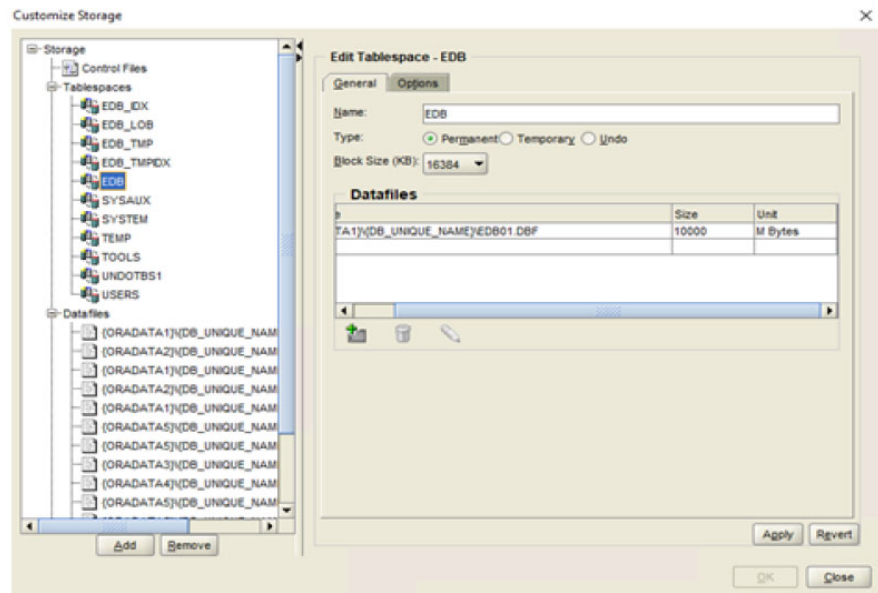 Customize Storage
Storage
Control Files
Tablespaces
EDB_IDX
EDB_LOB
EDB_TMP
EDB_TMPIDX
EDB
SYSAUX
SYSTEM
TEMP
TOOLS
UNDOTBS1
USERS
Datafiles
{ORADATA1}\{DB_UNIQUE_NAM
{ORADATA2}\{DB_UNIQUE_NAM
{ORADATA1}\{DB_UNIQUE_NAM
{ORADATA2}\{DB_UNIQUE_NAM
{ORADATA1}\{DB_UNIQUE_NAM
{ORADATA5}\{DB_UNIQUE_NAM
{ORADATA5}\{DB_UNIQUE_NAM
{ORADATA3}\{DB_UNIQUE_NAM
{ORADATA4}\{DB_UNIQUE_NAM
{ORADATA5}\{DB_UNIQUE_NAM
Add Remove
Edit Tablespace - EDB
General Options
Name: EDB
Type: Permanent Temporary Undo
Block Size (KB): 16384
Datafiles
Size Unit
TA1}\{DB_UNIQUE_NAME}\EDB01.DBF 10000 M Bytes
Apply Revert
OK Close